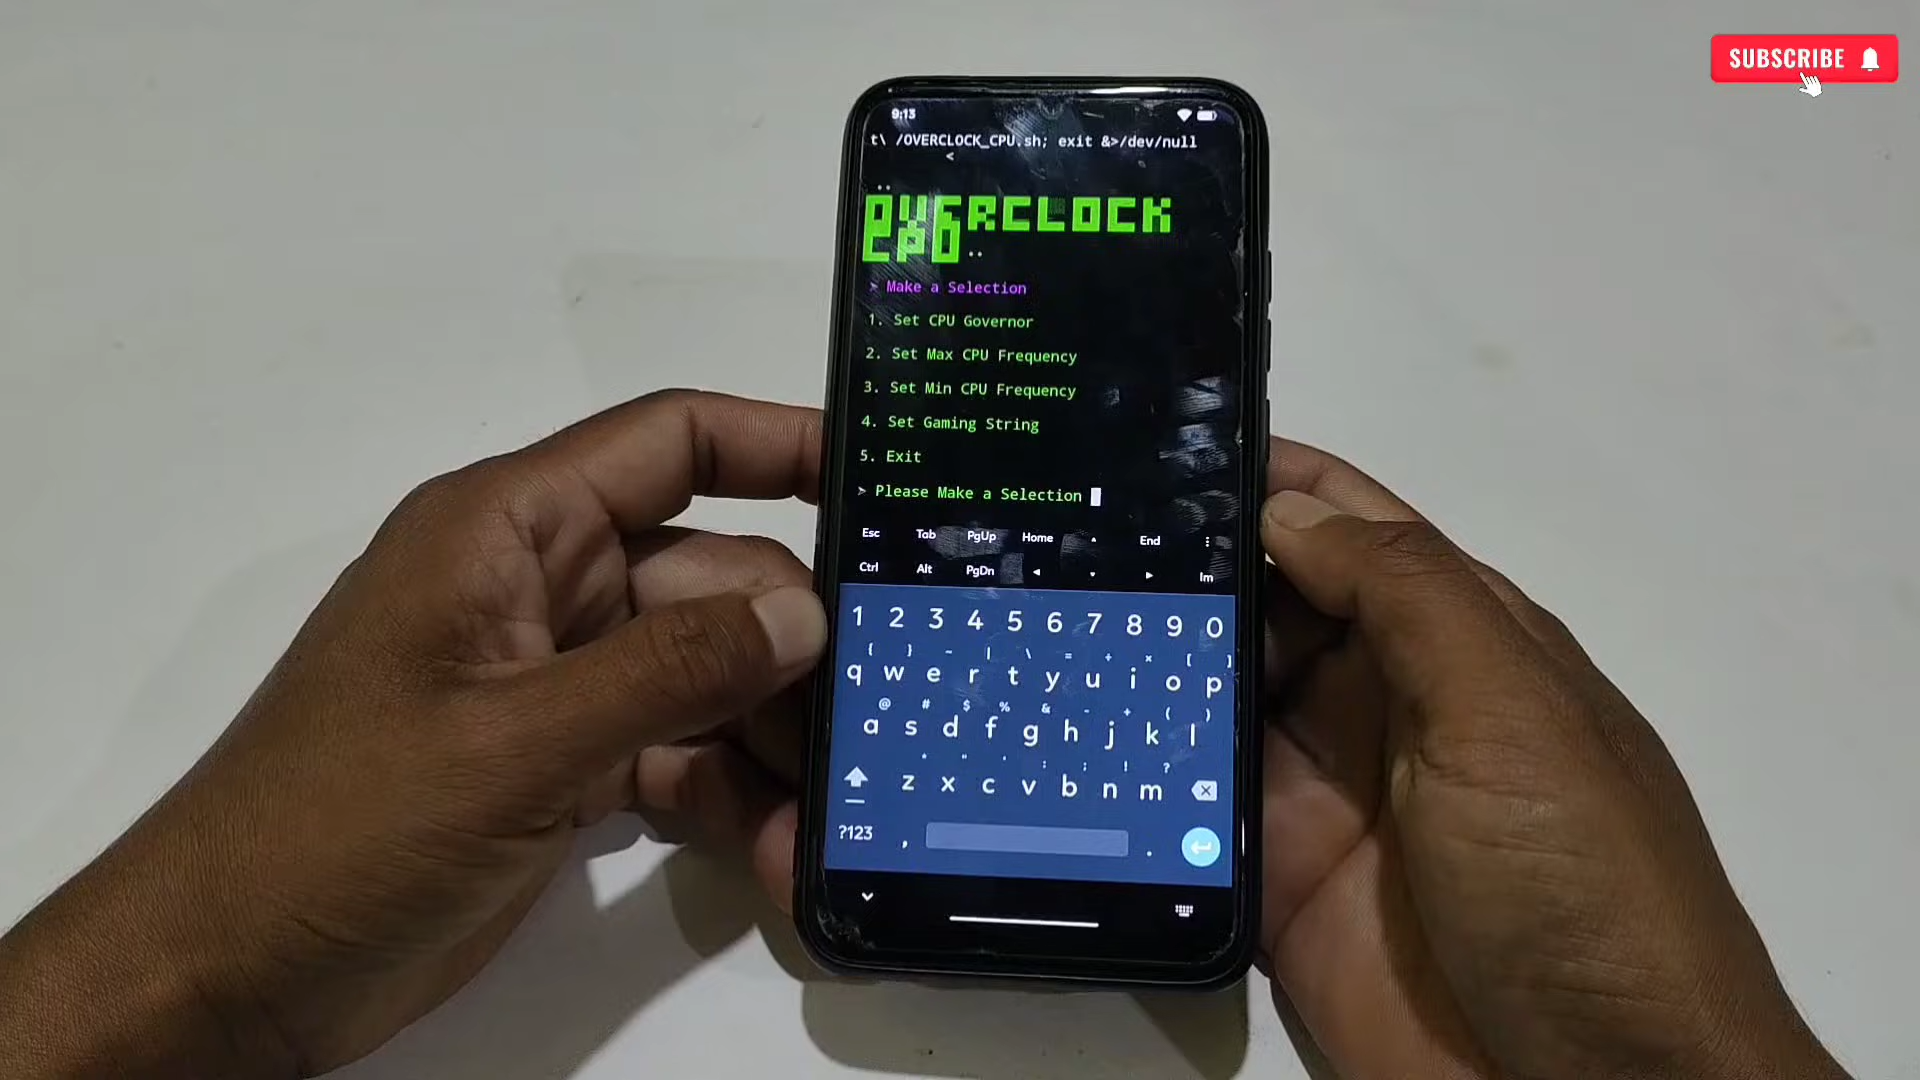 SUBSCRIBE
9:13
t\ /OVERCLOCK_CPU.sh; exit &>/dev/null
<
..
OVERCLOCK
CPU ..
> Make a Selection
1. Set CPU Governor
2. Set Max CPU Frequency
3. Set Min CPU Frequency
4. Set Gaming String
5. Exit
> Please Make a Selection
Esc Tab PgUp Home End
Ctrl Alt PgDn Im
1 2 3 4 5 6 7 8 9 0
{ } ~ | \ = + × [ ]
q w e r t y u i o p
@ # $ % & - + ( )
a s d f g h j k l
* " ' : ; ! ?
z x c v b n m
?123 , .